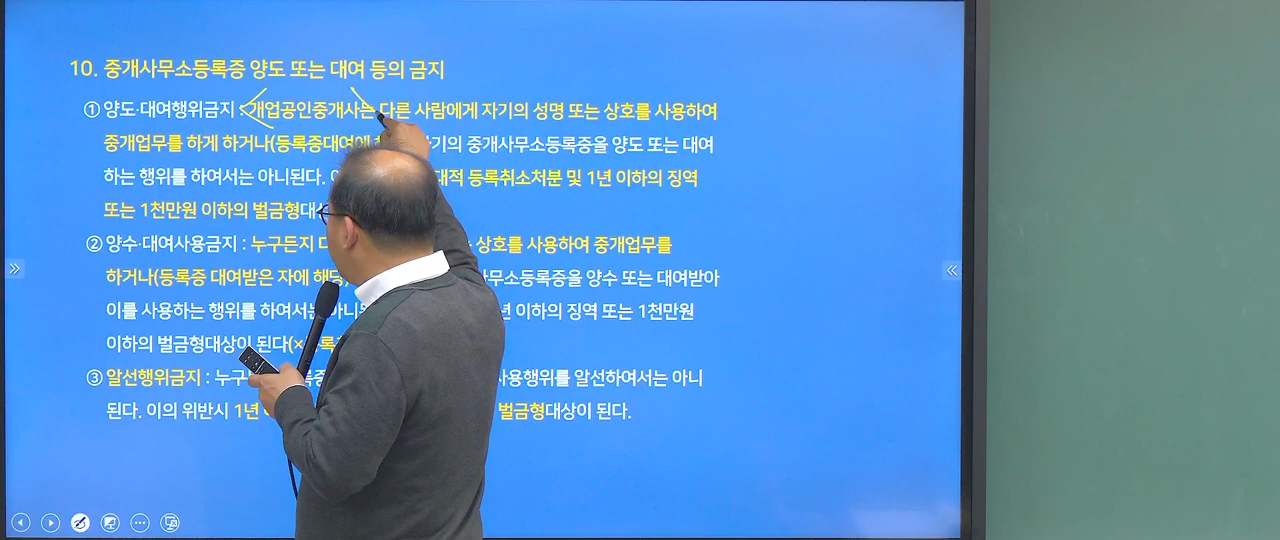 10. 중개사무소등록증 양도 또는 대여 등의 금지
① 양도·대여행위금지 : 개업공인중개사는 다른 사람에게 자기의 성명 또는 상호를 사용하여
중개업무를 하게 하거나(등록증대여에 기의 중개사무소등록증을 양도 또는 대여
하는 행위를 하여서는 아니된다. 대적 등록취소처분 및 1년 이하의 징역
또는 1천만원 이하의 벌금형대상
② 양수·대여사용금지 : 누구든지 상호를 사용하여 중개업무를
하거나(등록증 대여받은 자에 해당) 무소등록증을 양수 또는 대여받아
이를 사용하는 행위를 하여서는 아니 년 이하의 징역 또는 1천만원
이하의 벌금형대상이 된다(×
③ 알선행위금지 : 누구 사용행위를 알선하여서는 아니
된다. 이의 위반시 1년 벌금형대상이 된다.